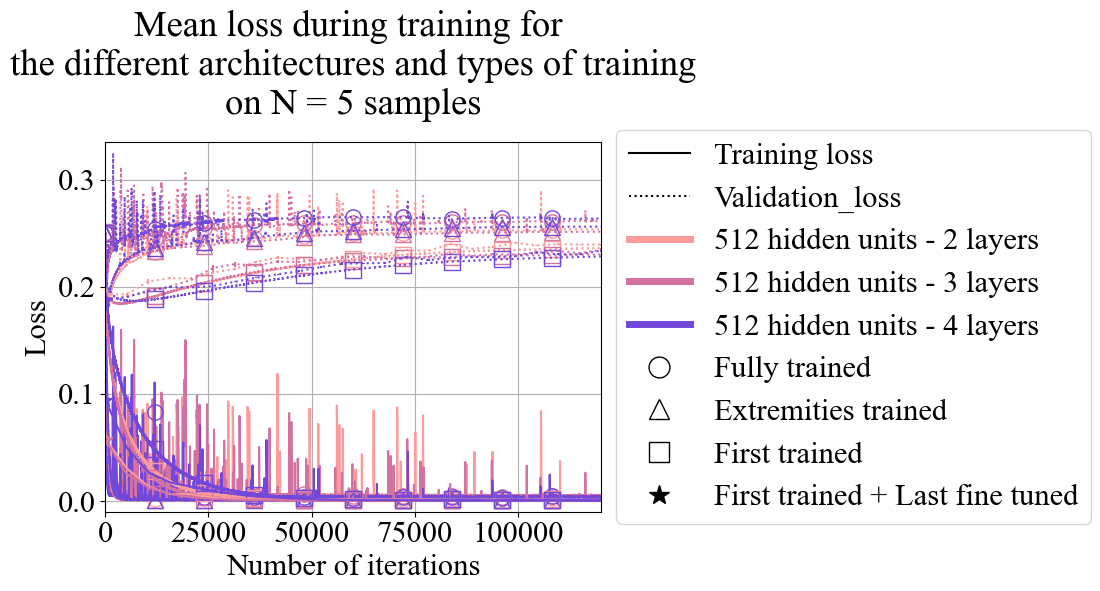 Mean loss during training for
the different architectures and types of training
on N = 5 samples
0.3
0.2
0.1
0.0
Loss
0
25000
50000
75000
100000
Number of iterations
Training loss
Validation_loss
512 hidden units - 2 layers
512 hidden units - 3 layers
512 hidden units - 4 layers
Fully trained
Extremities trained
First trained
First trained + Last fine tuned